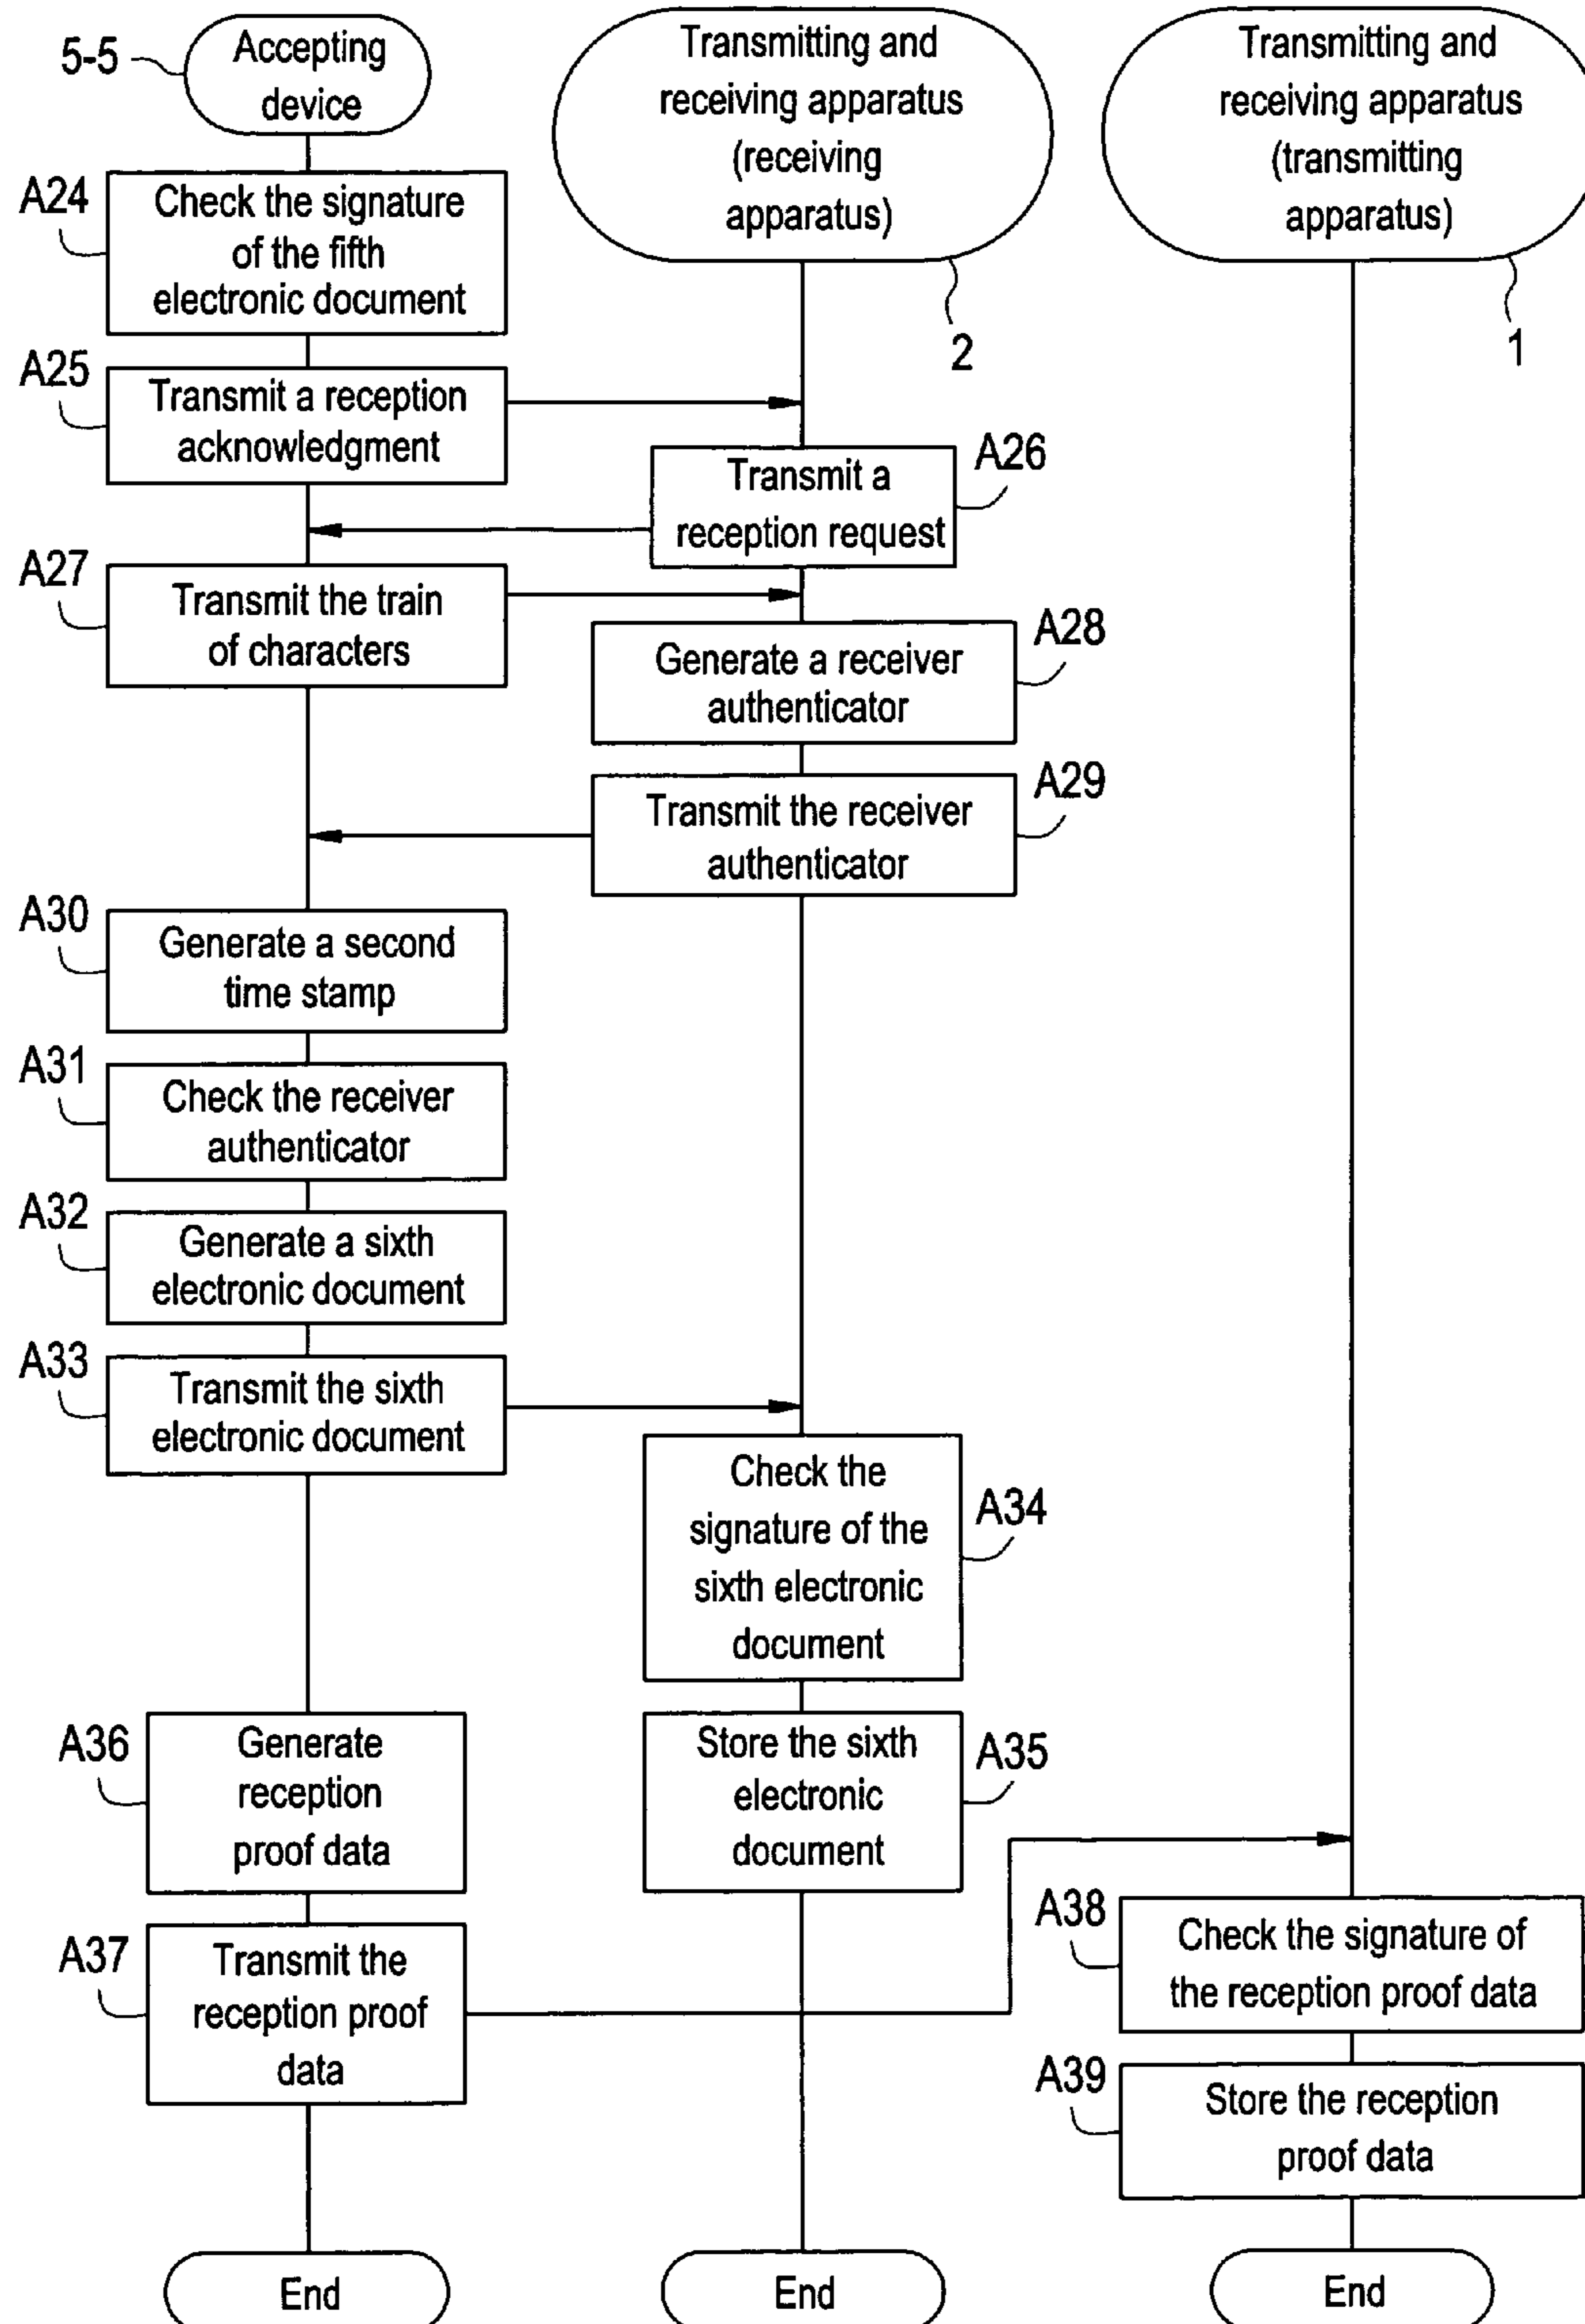 5-5
Accepting
device
Transmitting and
receiving apparatus
(receiving
apparatus)
2
Transmitting and
receiving apparatus
(transmitting
apparatus)
1
A24
Check the signature
of the fifth
electronic document
A25
Transmit a reception
acknowledgment
A26
Transmit a
reception request
A27
Transmit the train
of characters
A28
Generate a receiver
authenticator
A29
Transmit the receiver
authenticator
A30
Generate a second
time stamp
A31
Check the receiver
authenticator
A32
Generate a sixth
electronic document
A33
Transmit the sixth
electronic document
A34
Check the
signature of the
sixth electronic
document
A35
Store the sixth
electronic
document
A36
Generate
reception
proof data
A37
Transmit the
reception proof
data
A38
Check the signature of
the reception proof data
A39
Store the reception
proof data
End
End
End